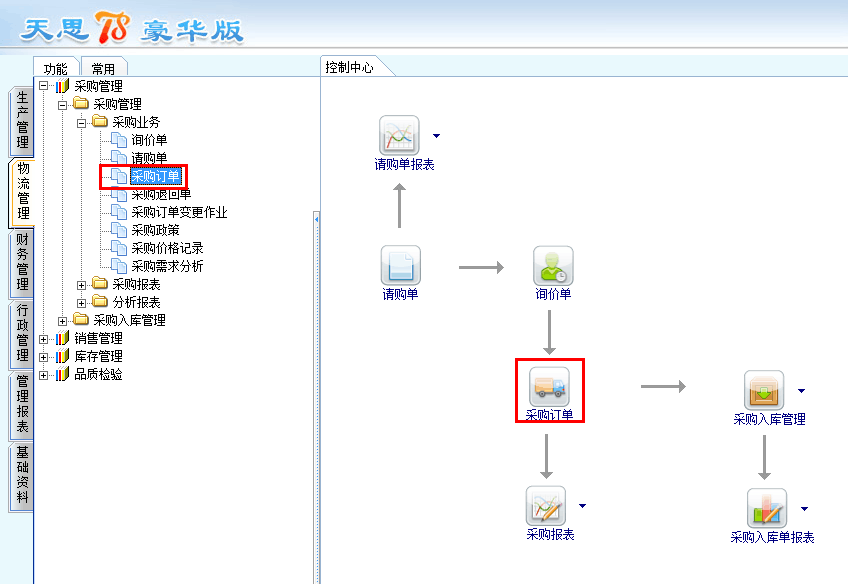 天思T8豪华版
功能 常用
生产管理
物流管理
财务管理
行政管理
管理报表
基础资料
采购管理
采购管理
采购业务
询价单
请购单
采购订单
采购退回单
采购订单变更作业
采购政策
采购价格记录
采购需求分析
采购报表
分析报表
采购入库管理
销售管理
库存管理
品质检验
控制中心
请购单报表
请购单
询价单
采购订单
采购入库管理
采购报表
采购入库单报表